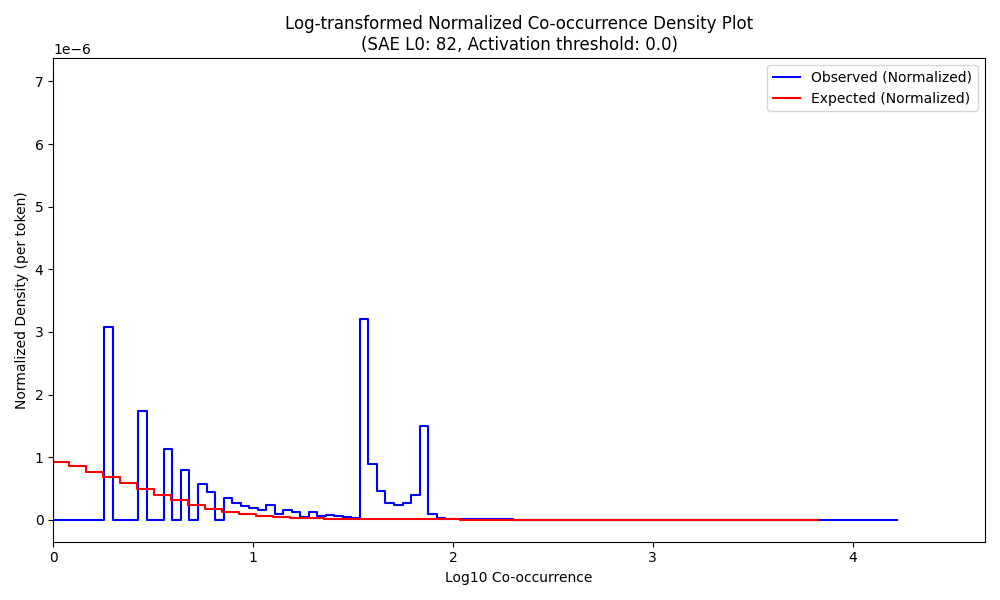 Log-transformed Normalized Co-occurrence Density Plot
(SAE L0: 82, Activation threshold: 0.0)
1e−6
Observed (Normalized)
Expected (Normalized)
7
6
5
4
3
2
1
0
Normalized Density (per token)
0 1 2 3 4
Log10 Co-occurrence